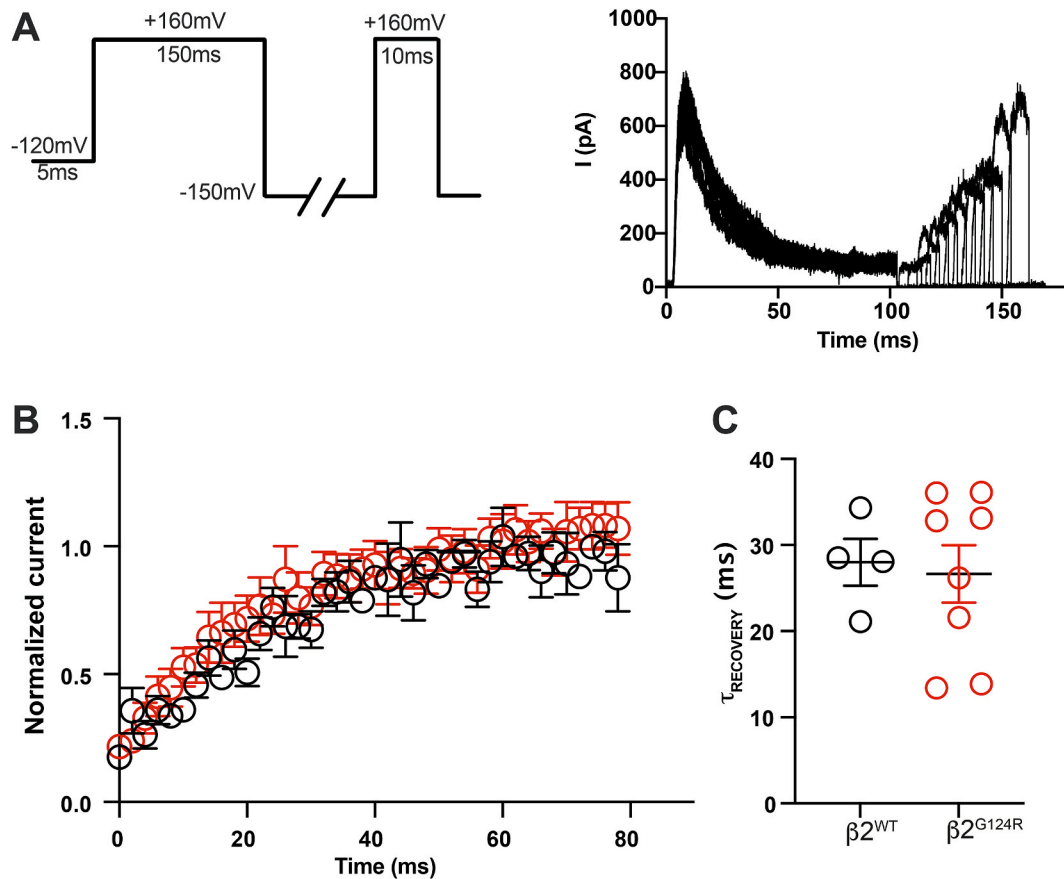 A
+160mV
150ms
-120mV
5ms
-150mV
+160mV
10ms
1000
800
600
400
200
0
I (pA)
0 50 100 150
Time (ms)
B
1.5
1.0
0.5
0.0
Normalized current
0 20 40 60 80
Time (ms)
C
40
30
20
10
0
τRECOVERY (ms)
β2WT β2G124R